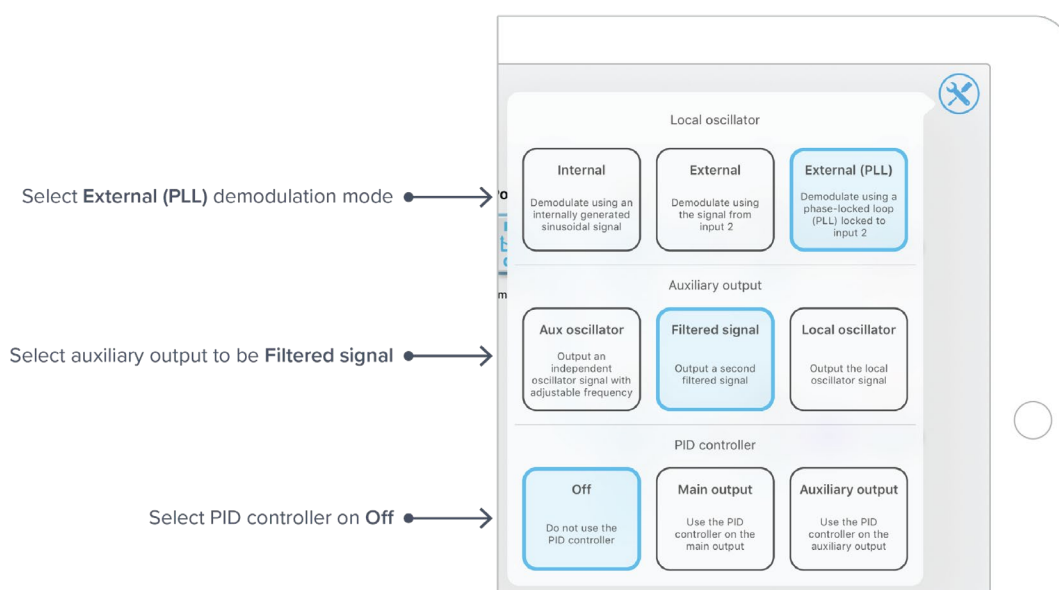 Local oscillator
Select External (PLL) demodulation mode
Internal
Demodulate using an
internally generated
sinusoidal signal
External
Demodulate using
the signal from
input 2
External (PLL)
Demodulate using a
phase-locked loop
(PLL) locked to
input 2
Auxiliary output
Select auxiliary output to be Filtered signal
Aux oscillator
Output an
independent
oscillator signal with
adjustable frequency
Filtered signal
Output a second
filtered signal
Local oscillator
Output the local
oscillator signal
PID controller
Select PID controller on Off
Off
Do not use the
PID controller
Main output
Use the PID
controller on the
main output
Auxiliary output
Use the PID
controller on the
auxiliary output